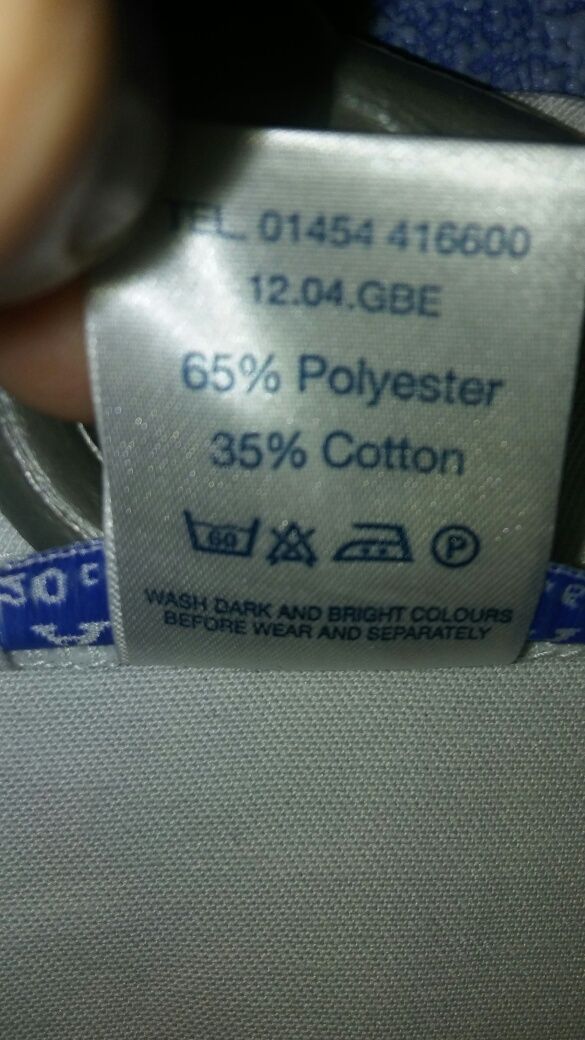 TEL. 01454 416600
12.04.GBE
65% Polyester
35% Cotton
60 P
WASH DARK AND BRIGHT COLOURS
BEFORE WEAR AND SEPARATELY